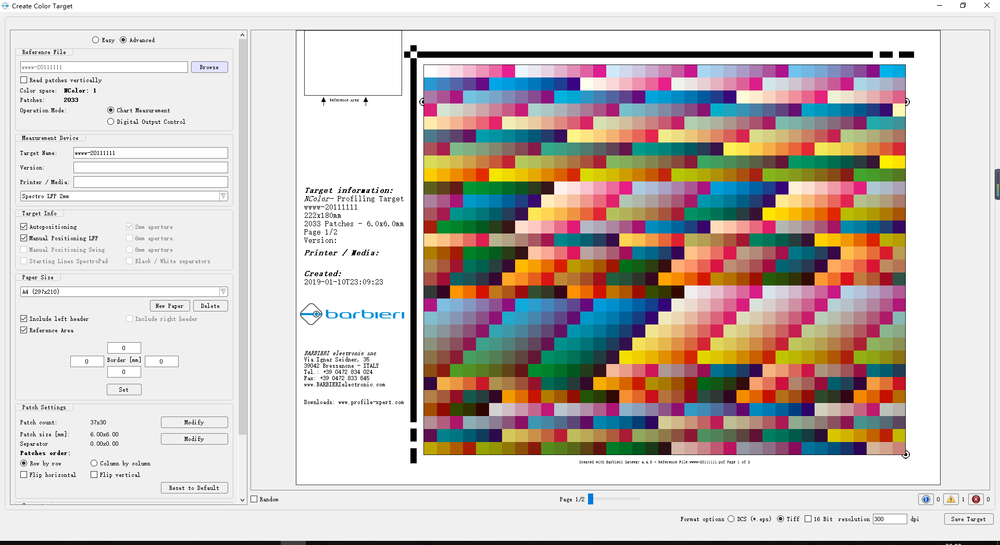 Create Color Target
Easy Advanced
Reference File
wwww-20111111 Browse
Read patches vertically
Color space: NColor: 1
Patches: 2033
Operation Mode: Chart Measurement
Digital Output Control
Measurement Device
Target Name: wwww-20111111
Version:
Printer / Media:
Spectro LFP 2mm
Target Info
Autopositioning 2mm aperture
Manual Positioning LFP 6mm aperture
Manual Positioning Swing 8mm aperture
Starting Lines SpectroPad Black / White separators
Paper Size
A4 (297x210)
New Paper Delete
Include left header Include right header
Reference Area
0
0 Border [mm] 0
0
Set
Patch Settings
Patch count: 37x30 Modify
Patch size [mm]: 6.00x6.00
Modify
Separator 0.00x0.00
Patches order:
Row by row Column by column
Flip horizontal Flip vertical
Reset to Default
Reference Area
Target information:
NColor- Profiling Target
wwww-20111111
222x180mm
2033 Patches - 6.0x6.0mm
Page 1/2
Version:
Printer / Media:
Created:
2019-01-10T23:09:23
barbieri
BARBIERI electronic snc
Via Ignaz Seidner, 35
39042 Bressanone - ITALY
Tel.: +39 0472 834 024
Fax: +39 0472 833 845
www.BARBIERIelectronic.com
Downloads: www.profile-xpert.com
Created with Barbieri Gateway 4.4.8 - Reference File:wwww-20111111.prf Page 1 of 2
Random Page 1/2 0 1 0
Format options DCS (*.eps) Tiff 16 Bit resolution 300 dpi Save Target